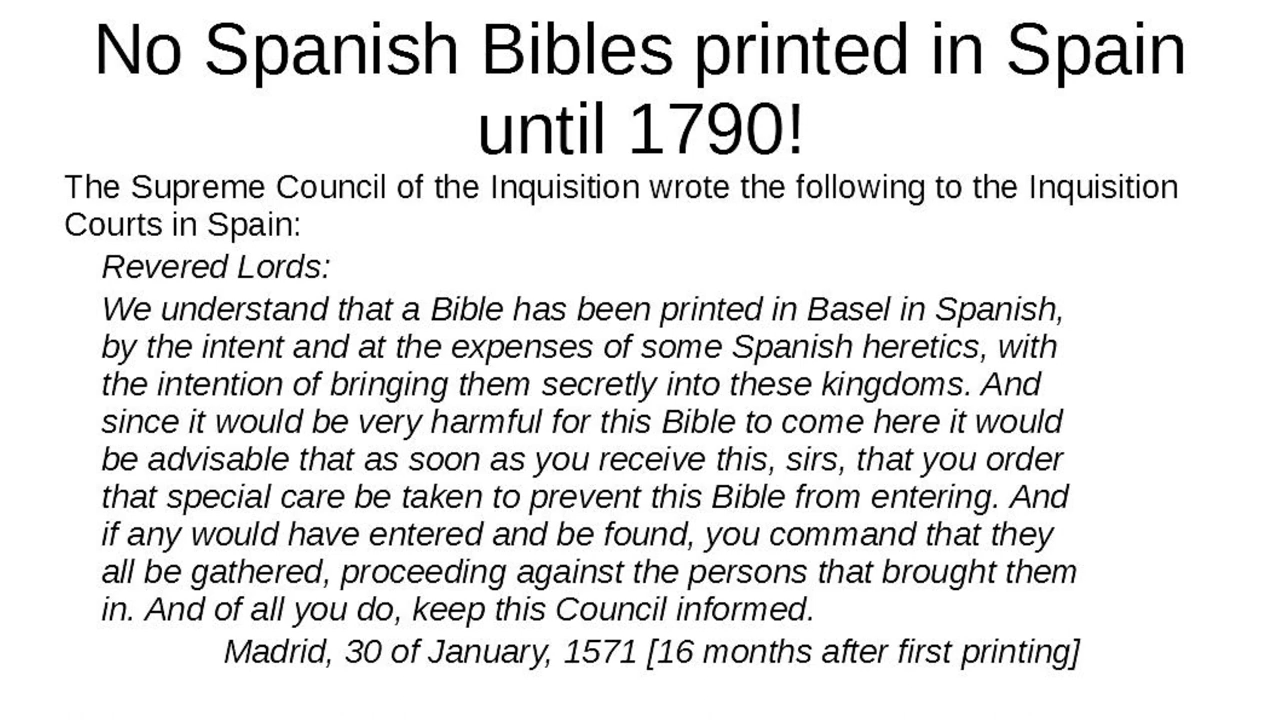 No Spanish Bibles printed in Spain
until 1790!
The Supreme Council of the Inquisition wrote the following to the Inquisition
Courts in Spain:
Revered Lords:
We understand that a Bible has been printed in Basel in Spanish,
by the intent and at the expenses of some Spanish heretics, with
the intention of bringing them secretly into these kingdoms. And
since it would be very harmful for this Bible to come here it would
be advisable that as soon as you receive this, sirs, that you order
that special care be taken to prevent this Bible from entering. And
if any would have entered and be found, you command that they
all be gathered, proceeding against the persons that brought them
in. And of all you do, keep this Council informed.
Madrid, 30 of January, 1571 [16 months after first printing]